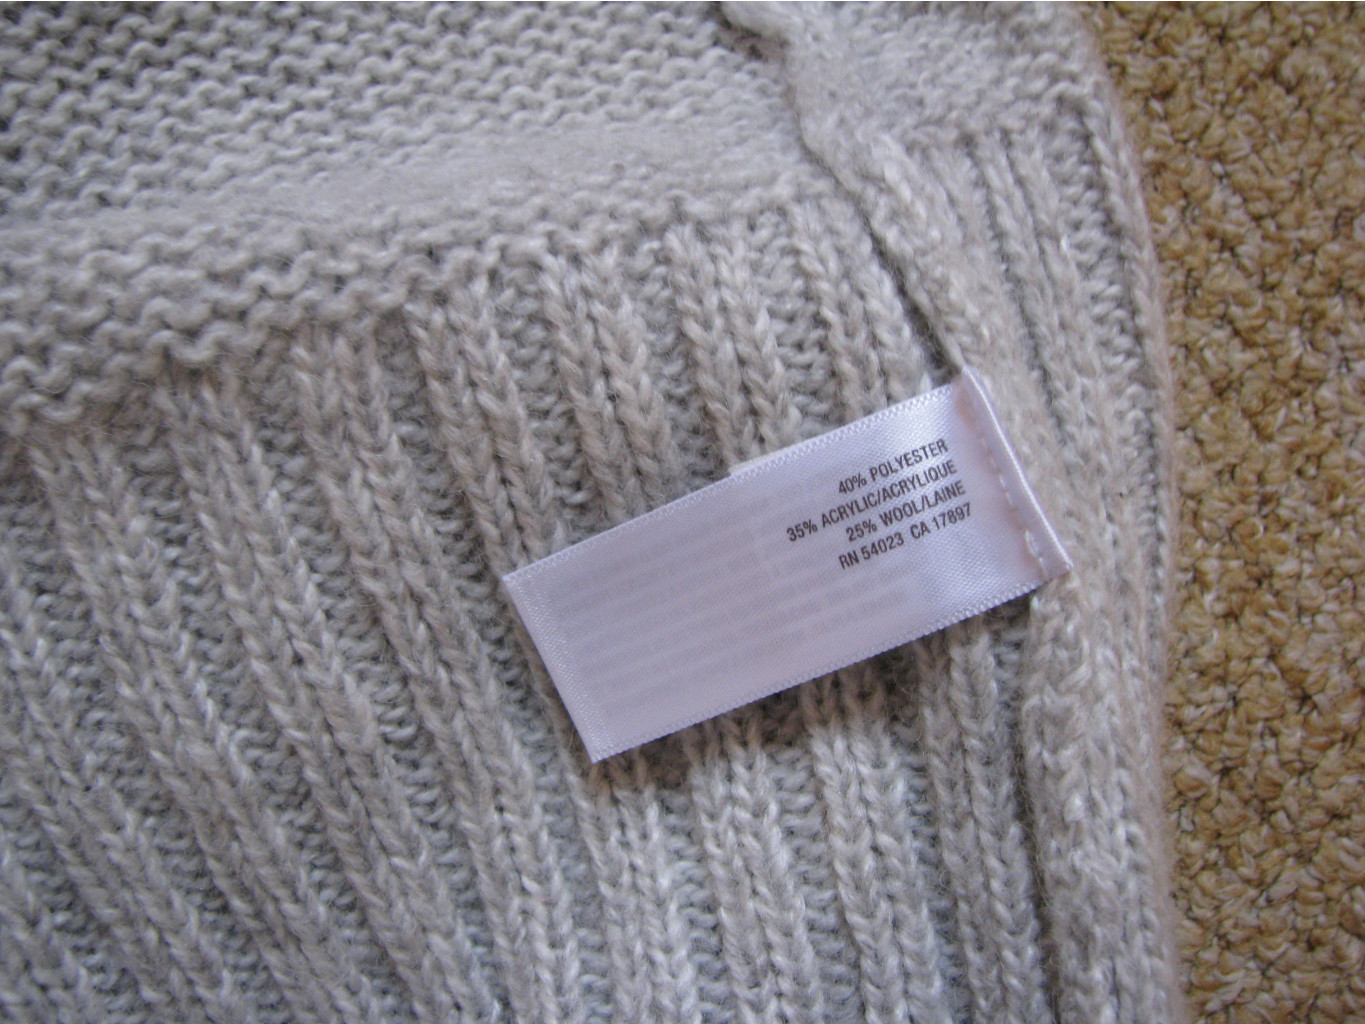 40% POLYESTER
35% ACRYLIC/ACRYLIQUE
25% WOOL/LAINE
RN 54023 CA 17897